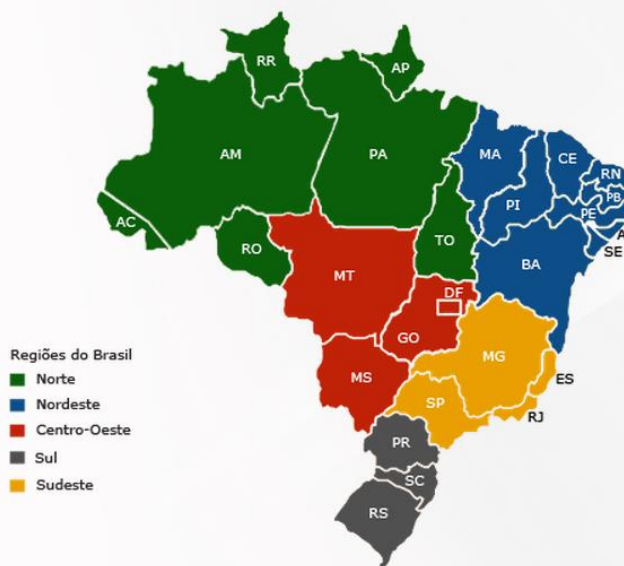 RR
AP
AM
PA
MA
CE
RN
PB
PI
PE
AC
TO
A
SE
RO
BA
MT
DF
GO
MG
MS
ES
SP
RJ
PR
SC
RS
Regiões do Brasil
Norte
Nordeste
Centro-Oeste
Sul
Sudeste